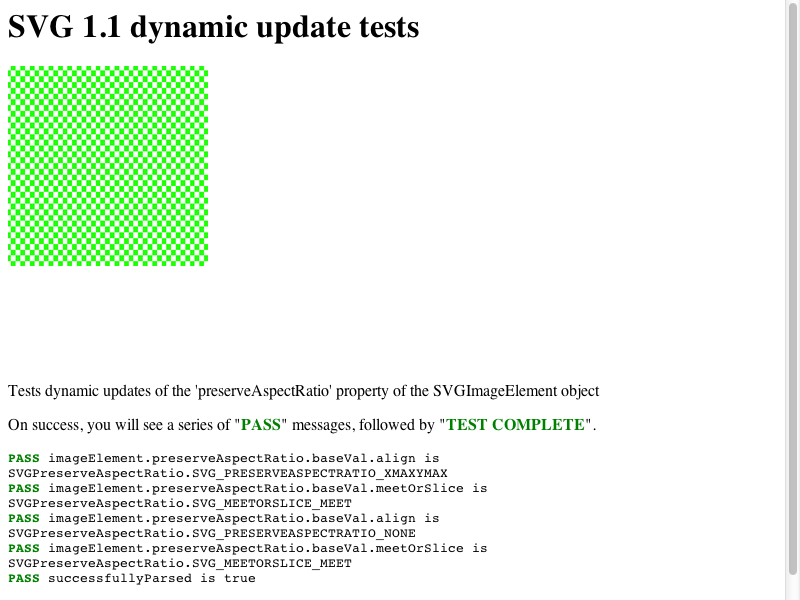 SVG 1.1 dynamic update tests
Tests dynamic updates of the 'preserveAspectRatio' property of the SVGImageElement object
On success, you will see a series of "PASS" messages, followed by "TEST COMPLETE".
PASS imageElement.preserveAspectRatio.baseVal.align is
SVGPreserveAspectRatio.SVG_PRESERVEASPECTRATIO_XMAXYMAX
PASS imageElement.preserveAspectRatio.baseVal.meetOrSlice is
SVGPreserveAspectRatio.SVG_MEETORSLICE_MEET
PASS imageElement.preserveAspectRatio.baseVal.align is
SVGPreserveAspectRatio.SVG_PRESERVEASPECTRATIO_NONE
PASS imageElement.preserveAspectRatio.baseVal.meetOrSlice is
SVGPreserveAspectRatio.SVG_MEETORSLICE_MEET
PASS successfullyParsed is true